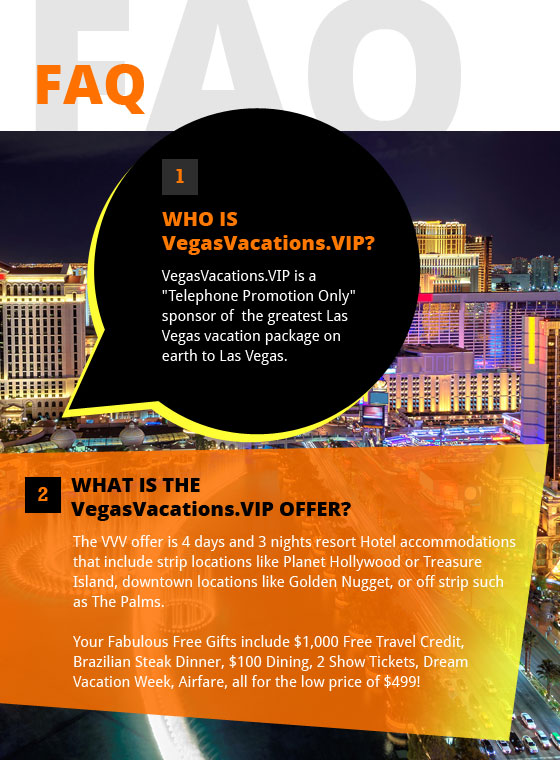 FAQ
FAQ
1
WHO IS
VegasVacations.VIP?
VegasVacations.VIP is a
"Telephone Promotion Only"
sponsor of the greatest Las
Vegas vacation package on
earth to Las Vegas.
2
WHAT IS THE
VegasVacations.VIP OFFER?
The VVV offer is 4 days and 3 nights resort Hotel accommodations
that include strip locations like Planet Hollywood or Treasure
Island, downtown locations like Golden Nugget, or off strip such
as The Palms.
Your Fabulous Free Gifts include $1,000 Free Travel Credit,
Brazilian Steak Dinner, $100 Dining, 2 Show Tickets, Dream
Vacation Week, Airfare, all for the low price of $499!